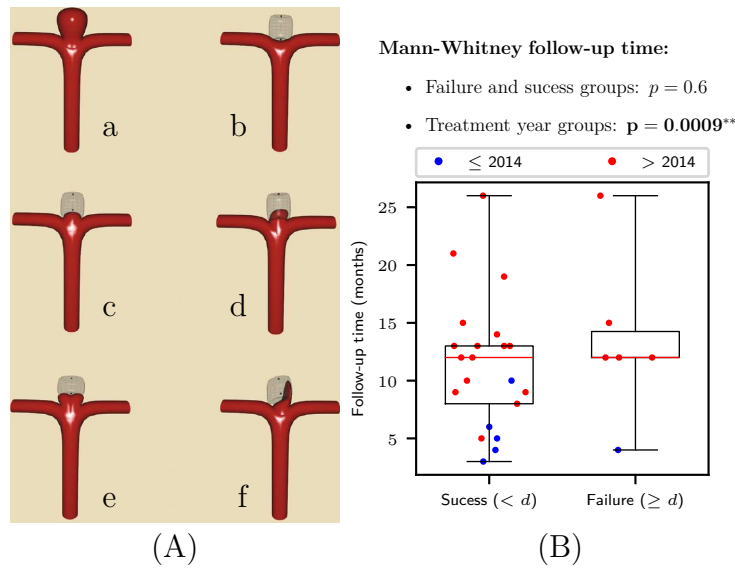 a
b
c
d
e
f
(A)
Mann-Whitney follow-up time:
• Failure and sucess groups: p = 0.6
• Treatment year groups: p = 0.0009**
≤ 2014
> 2014
Follow-up time (months)
25
20
15
10
5
Sucess (< d)
Failure (≥ d)
(B)